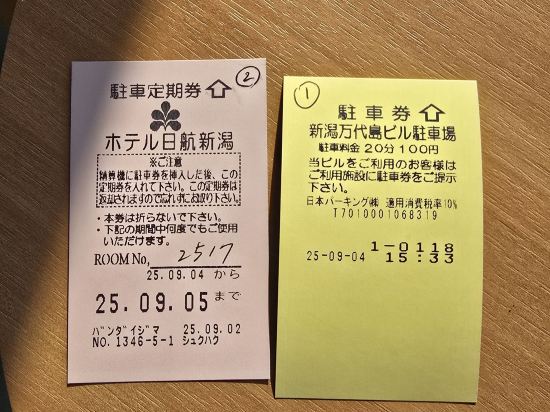 ②
駐車定期券
ホテル日航新潟
※ご注意
精算機に駐車券を挿入した後、この
定期券を入れて下さい。この定期券は
返却されますので忘れずにお取り下さい。
・本券は折らないで下さい。
・下記の期間中何度でもご使用
いただけます。
ROOM No, 2517
25.09.04 から
25.09.05 まで
バンダイジマ 25.09.02
NO. 1346-5-1 シュクハク
①
駐車券
新潟万代島ビル駐車場
駐車料金 20分 100円
当ビルをご利用のお客様は
ご利用施設に駐車券をご提示
下さい。
日本パーキング㈱ 適用消費税率10%
T7010001068319
1-0118
25-09-04 15:33